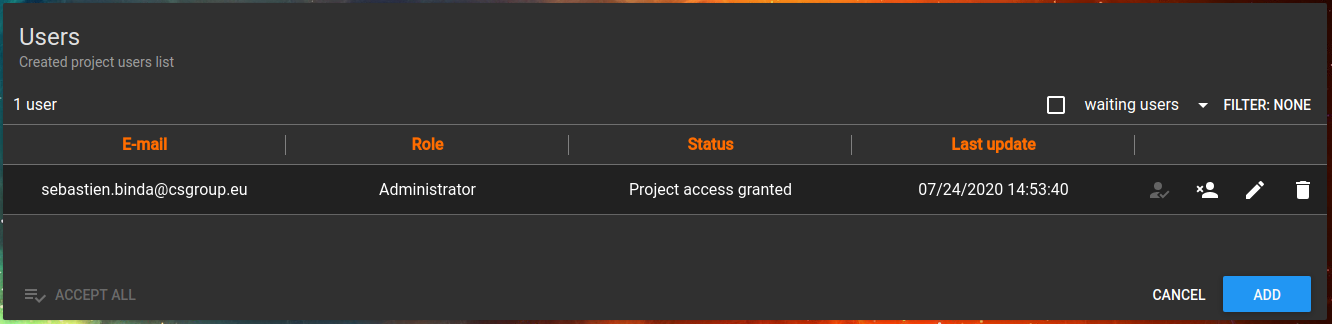 Users
Created project users list
1 user waiting users FILTER: NONE
E-mail Role Status Last update
sebastien.binda@csgroup.eu Administrator Project access granted 07/24/2020 14:53:40
ACCEPT ALL CANCEL ADD